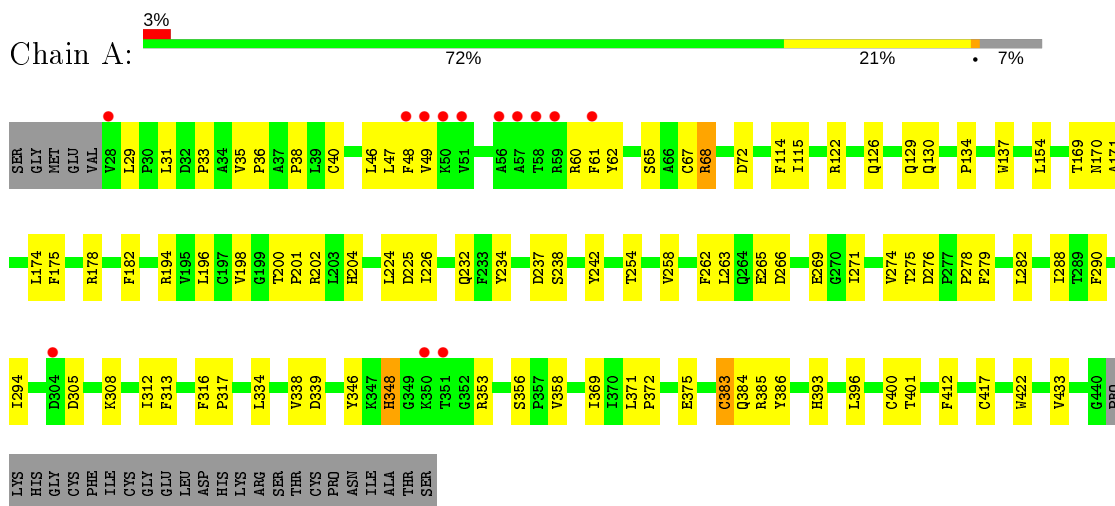 3%
Chain A:
72% 21% • 7%
SER GLY MET GLU VAL V28 L29 P30 L31 D32 P33 A34 V35 P36 A37 P38 L39 C40 L46 L47 F48 V49 K50 V51 A56 A57 T58 R59 R60 F61 Y62 S65 A66 C67 R68 D72 F114 I115 R122 Q126 Q129 Q130 P134 W137 L154 T169 N170 A171
L174 F175 R178 F182 R194 V195 L196 C197 V198 G199 T200 P201 R202 L203 H204 L224 D225 I226 Q232 F233 Y234 D237 S238 Y242 T254 V258 F262 L263 Q264 E265 D266 E269 G270 I271 V274 T275 D276 P277 P278 F279 L282 I288 T289 F290
I294 D304 D305 K308 I312 F313 F316 P317 L334 V338 D339 Y346 K347 H348 G349 K350 T351 G352 R353 S356 P357 V358 I369 I370 L371 P372 E375 C383 Q384 R385 Y386 H393 L396 C400 T401 F412 C417 W422 V433 G440 PRO
LYS HIS GLY CYS PHE ILE CYS GLY GLU LEU ASP HIS LYS ARG SER THR CYS PRO ASN ILE ALA THR SER